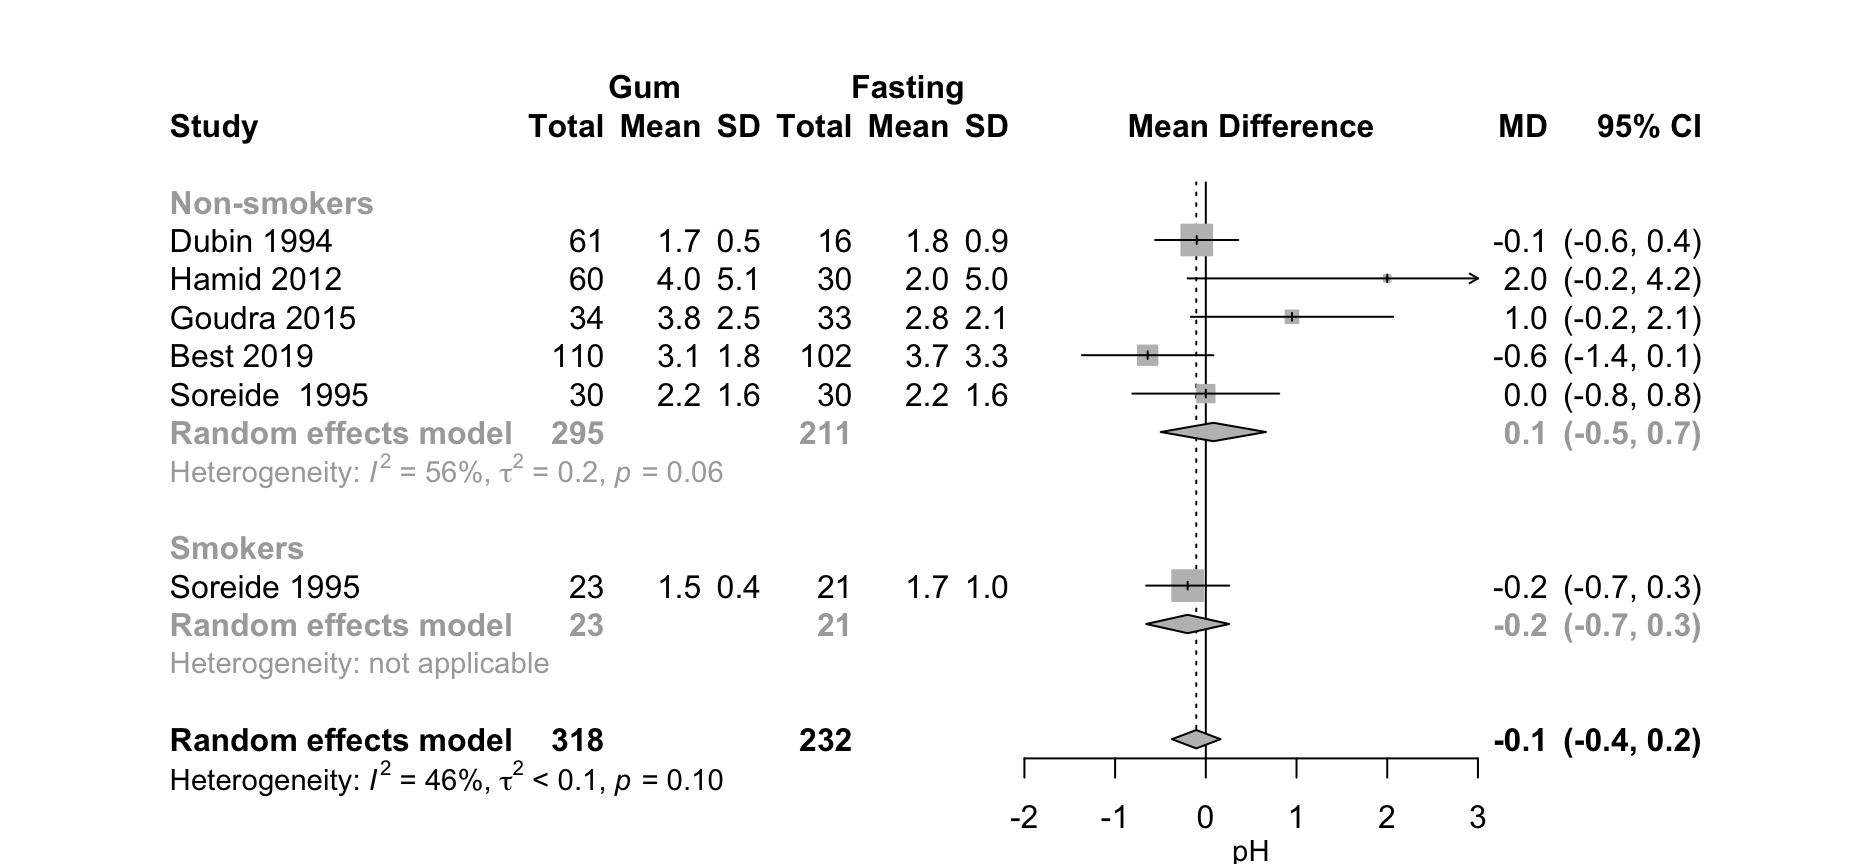 Gum Fasting
Study Total Mean SD Total Mean SD Mean Difference MD 95% CI
Non-smokers
Dubin 1994 61 1.7 0.5 16 1.8 0.9 -0.1 (-0.6, 0.4)
Hamid 2012 60 4.0 5.1 30 2.0 5.0 2.0 (-0.2, 4.2)
Goudra 2015 34 3.8 2.5 33 2.8 2.1 1.0 (-0.2, 2.1)
Best 2019 110 3.1 1.8 102 3.7 3.3 -0.6 (-1.4, 0.1)
Soreide  1995 30 2.2 1.6 30 2.2 1.6 0.0 (-0.8, 0.8)
Random effects model 295 211 0.1 (-0.5, 0.7)
Heterogeneity: I² = 56%, τ² = 0.2, p = 0.06
Smokers
Soreide 1995 23 1.5 0.4 21 1.7 1.0 -0.2 (-0.7, 0.3)
Random effects model 23 21 -0.2 (-0.7, 0.3)
Heterogeneity: not applicable
Random effects model 318 232 -0.1 (-0.4, 0.2)
Heterogeneity: I² = 46%, τ² < 0.1, p = 0.10
-2 -1 0 1 2 3
pH